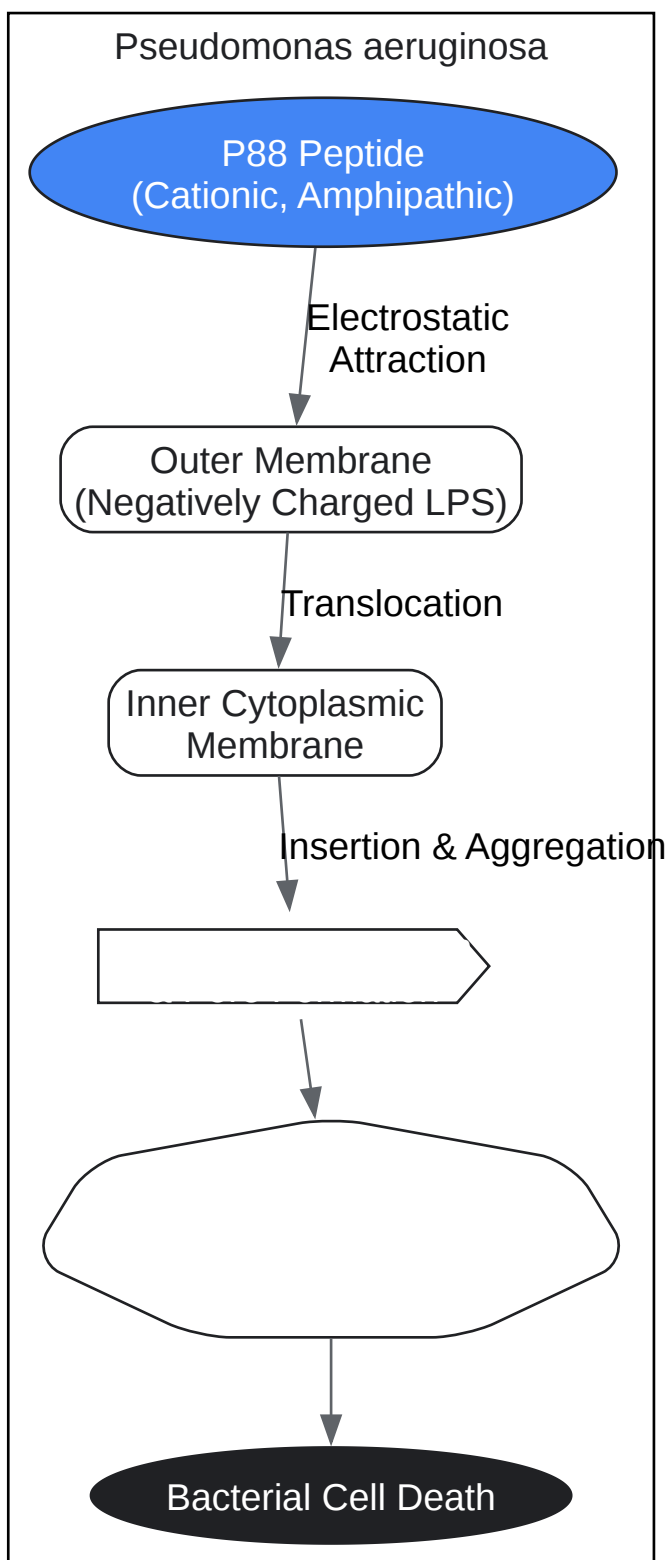 Pseudomonas aeruginosa
P88 Peptide
(Cationic, Amphipathic)
Electrostatic
Attraction
Outer Membrane
(Negatively Charged LPS)
Translocation
Inner Cytoplasmic
Membrane
Insertion & Aggregation
Bacterial Cell Death